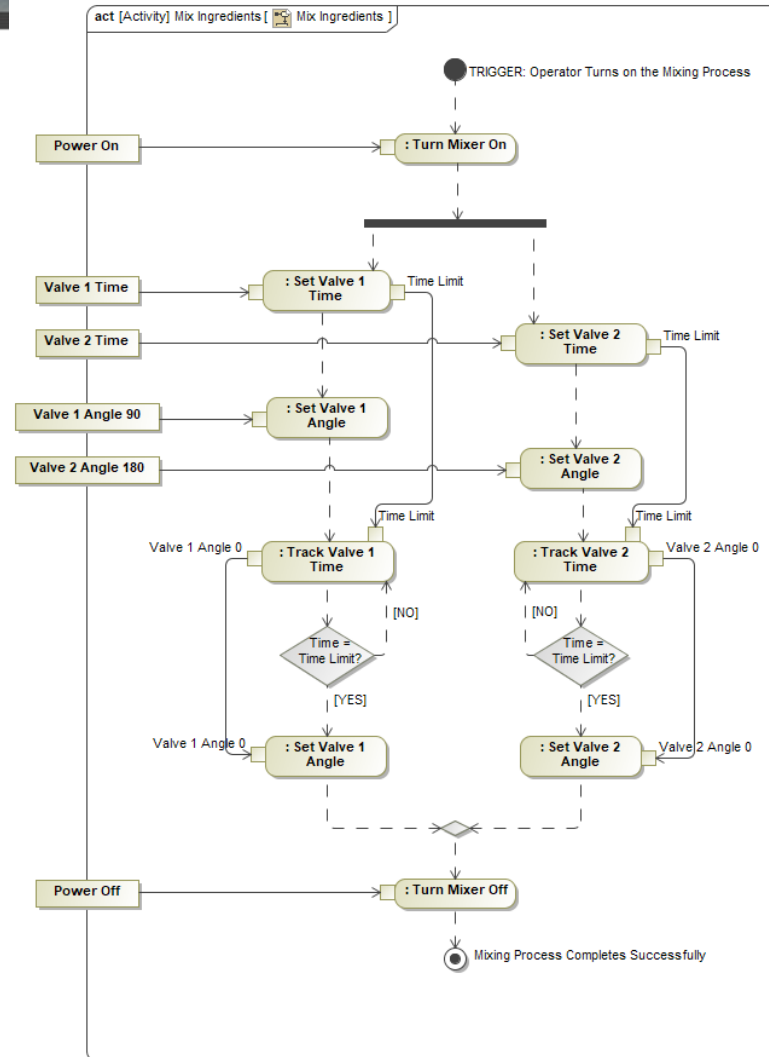 act [Activity] Mix Ingredients [ Mix Ingredients ]
TRIGGER: Operator Turns on the Mixing Process
Power On
: Turn Mixer On
Valve 1 Time
: Set Valve 1
Time
Time Limit
Valve 2 Time
: Set Valve 2
Time
Time Limit
Valve 1 Angle 90
: Set Valve 1
Angle
Valve 2 Angle 180
: Set Valve 2
Angle
Time Limit
Time Limit
Valve 1 Angle 0
: Track Valve 1
Time
: Track Valve 2
Time
Valve 2 Angle 0
[NO]
[NO]
Time =
Time Limit?
Time =
Time Limit?
[YES]
[YES]
Valve 1 Angle 0
: Set Valve 1
Angle
: Set Valve 2
Angle
Valve 2 Angle 0
Power Off
: Turn Mixer Off
Mixing Process Completes Successfully